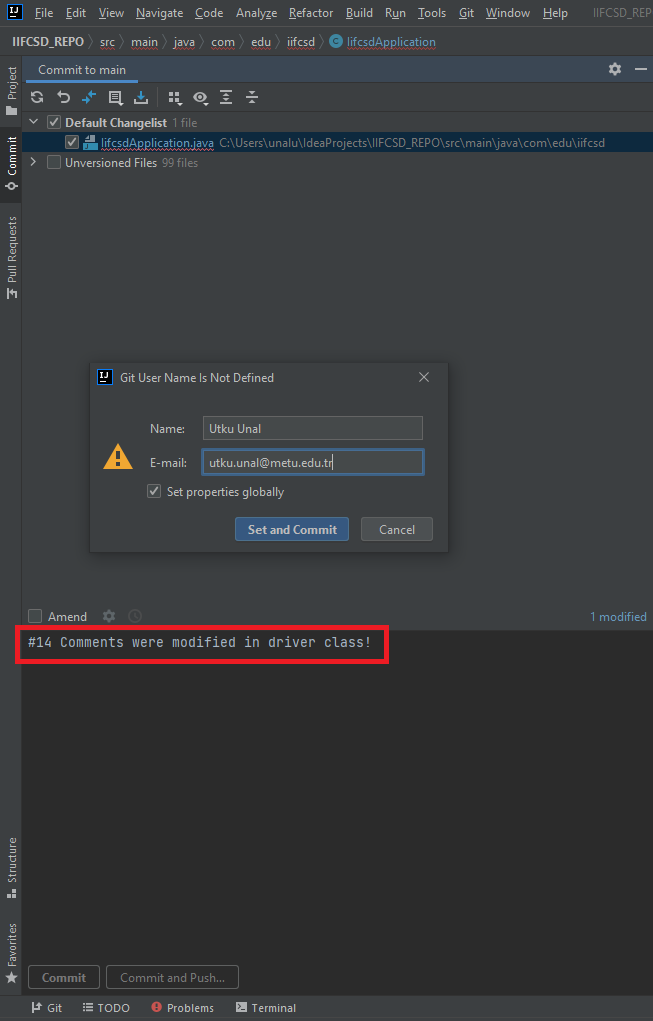 IJ File Edit View Navigate Code Analyze Refactor Build Run Tools Git Window Help IIFCSD_REPO
IIFCSD_REPO src main java com edu iifcsd C IifcsdApplication
Project
Commit
Pull Requests
Structure
Favorites
Commit to main
Default Changelist 1 file
IifcsdApplication.java C:\Users\unalu\IdeaProjects\IIFCSD_REPO\src\main\java\com\edu\iifcsd
Unversioned Files 99 files
IJ Git User Name Is Not Defined
Name: Utku Unal
E-mail: utku.unal@metu.edu.tr
Set properties globally
Set and Commit Cancel
Amend 1 modified
#14 Comments were modified in driver class!
Commit Commit and Push...
Git TODO Problems Terminal